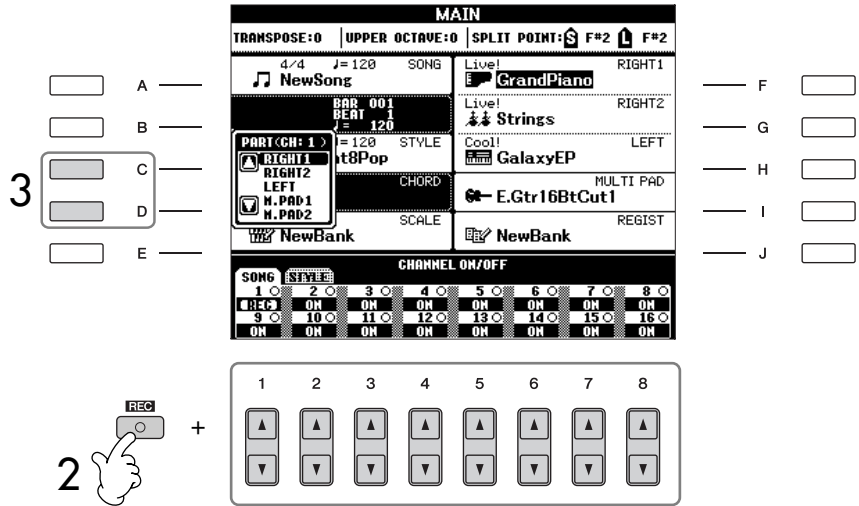 MAIN
TRANSPOSE:0 UPPER OCTAVE:0 SPLIT POINT: S F#2 L F#2
4/4 ♩=120 SONG
NewSong
BAR 001
BEAT 1
♩= 120
=120 STYLE
nt8Pop
CHORD
SCALE
NewBank
PART(CH: 1 )
RIGHT1
RIGHT2
LEFT
M.PAD1
M.PAD2
Live! RIGHT1
GrandPiano
Live! RIGHT2
Strings
Cool! LEFT
GalaxyEP
MULTI PAD
E.Gtr16BtCut1
REGIST
NewBank
CHANNEL ON/OFF
SONG STYLE
1 2 3 4 5 6 7 8
REC ON ON ON ON ON ON ON
9 10 11 12 13 14 15 16
ON ON ON ON ON ON ON ON
A
B
C
D
E
F
G
H
I
J
3
1 2 3 4 5 6 7 8
REC
+
2